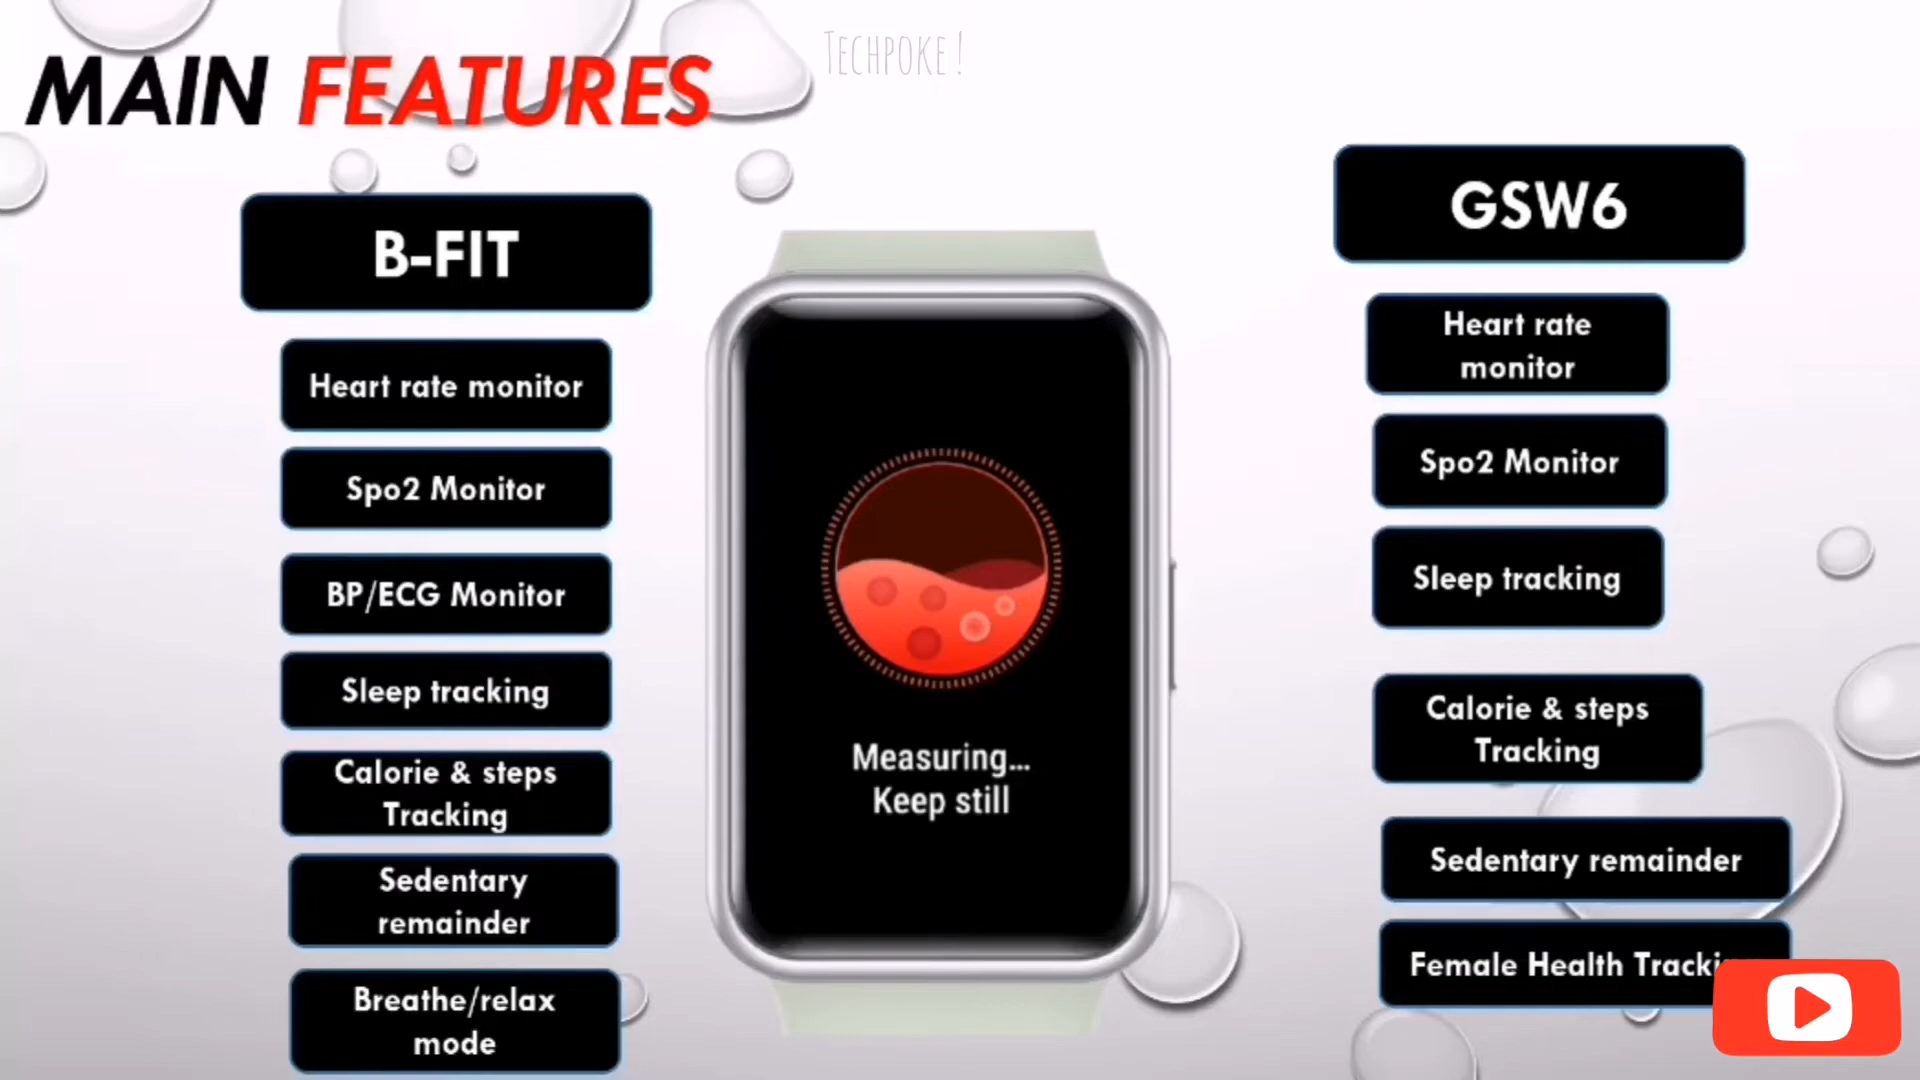 MAIN FEATURES
Techpoke !
B-FIT
Heart rate monitor
Spo2 Monitor
BP/ECG Monitor
Sleep tracking
Calorie & steps
Tracking
Sedentary
remainder
Breathe/relax
mode
Measuring...
Keep still
GSW6
Heart rate
monitor
Spo2 Monitor
Sleep tracking
Calorie & steps
Tracking
Sedentary remainder
Female Health